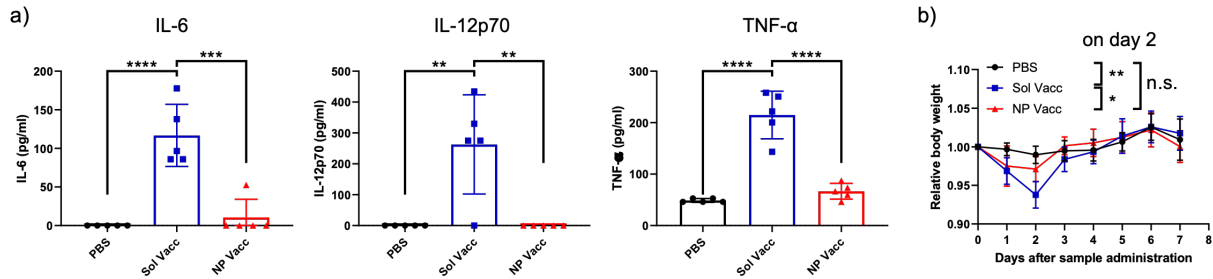 a)
IL-6
IL-6 (pg/ml)
200
150
100
50
0
****
***
PBS
Sol Vacc
NP Vacc
IL-12p70
IL-12p70 (pg/ml)
500
400
300
200
100
0
**
**
PBS
Sol Vacc
NP Vacc
TNF-α
(pg/ml)
300
200
100
0
****
****
PBS
Sol Vacc
NP Vacc
b)
on day 2
PBS
Sol Vacc
NP Vacc
**
*
n.s.
Relative body weight
1.10
1.05
1.00
0.95
0.90
0 1 2 3 4 5 6 7 8
Days after sample administration